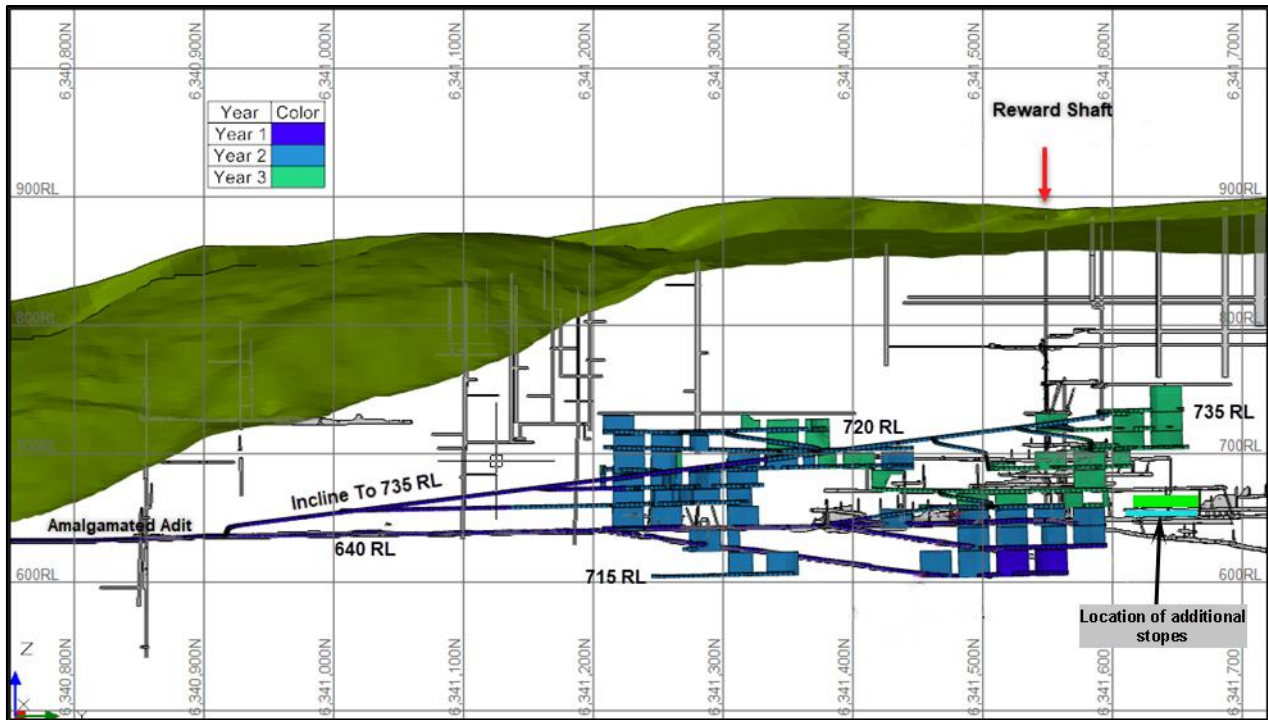 6,340,800N
6,340,900N
6,341,000N
6,341,100N
6,341,200N
6,341,300N
6,341,400N
6,341,500N
6,341,600N
6,341,700N
Year Color
Year 1
Year 2
Year 3
Reward Shaft
900RL
900RL
800RL
800RL
735 RL
720 RL
700RL
700RL
Incline To 735 RL
Amalgamated Adit
640 RL
715 RL
600RL
600RL
Location of additional
stopes
6,340,800N
6,340,900N
6,341,000N
6,341,100N
6,341,200N
6,341,300N
6,341,400N
6,341,500N
6,341,600N
6,341,700N
Z
X
Y